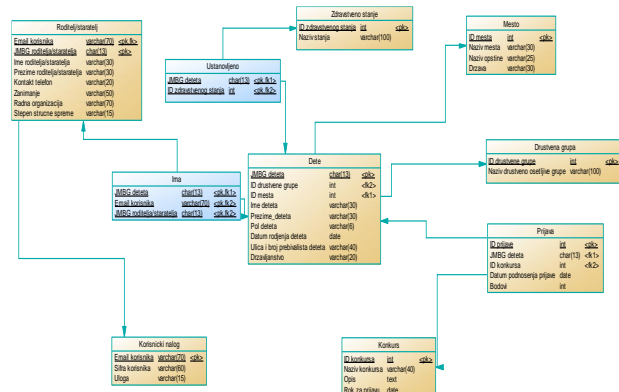 Roditelj/staratelj
Email korisnika varchar(70) <pk,fk>
JMBG roditelja/staratelja char(13) <pk>
Ime roditelja/staratelja varchar(30)
Prezime roditelja/staratelja varchar(30)
Kontakt telefon varchar(20)
Zanimanje varchar(50)
Radna organizacija varchar(70)
Stepen strucne spreme varchar(15)
Zdravstveno stanje
ID zdravstvenog stanja int <pk>
Naziv stanja varchar(100)
Mesto
ID mesta int <pk>
Naziv mesta varchar(30)
Naziv opstine varchar(25)
Drzava varchar(30)
Ustanovljeno
JMBG deteta char(13) <pk,fk1>
ID zdravstvenog stanja int <pk,fk2>
Drustvena grupa
ID drustvene grupe int <pk>
Naziv drustveno osetljive grupe varchar(100)
Dete
JMBG deteta char(13) <pk>
ID drustvene grupe int <fk2>
ID mesta int <fk1>
Ime deteta varchar(30)
Prezime_deteta varchar(30)
Pol deteta varchar(6)
Datum rodjenja deteta date
Ulica i broj prebivalista deteta varchar(40)
Drzavljanstvo varchar(20)
Ima
JMBG deteta char(13) <pk,fk1>
Email korisnika varchar(70) <pk,fk2>
JMBG roditelja/staratelja char(13) <pk,fk2>
Prijava
ID prijave int <pk>
JMBG deteta char(13) <fk1>
ID konkursa int <fk2>
Datum podnosenja prijave date
Bodovi int
Korisnicki nalog
Email korisnika varchar(70) <pk>
Sifra korisnika varchar(60)
Uloga varchar(15)
Konkurs
ID konkursa int <pk>
Naziv konkursa varchar(40)
Opis text
Rok za prijavu date